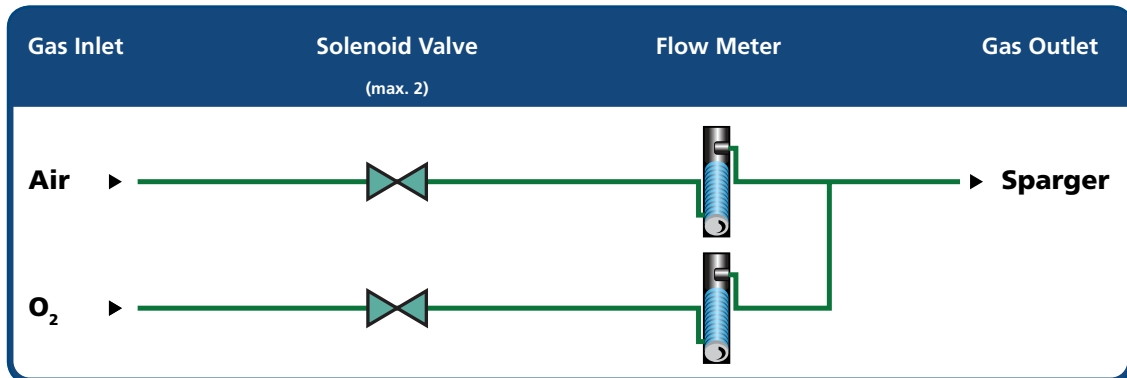 Gas Inlet Solenoid Valve Flow Meter Gas Outlet
(max. 2)
Air Sparger
O₂